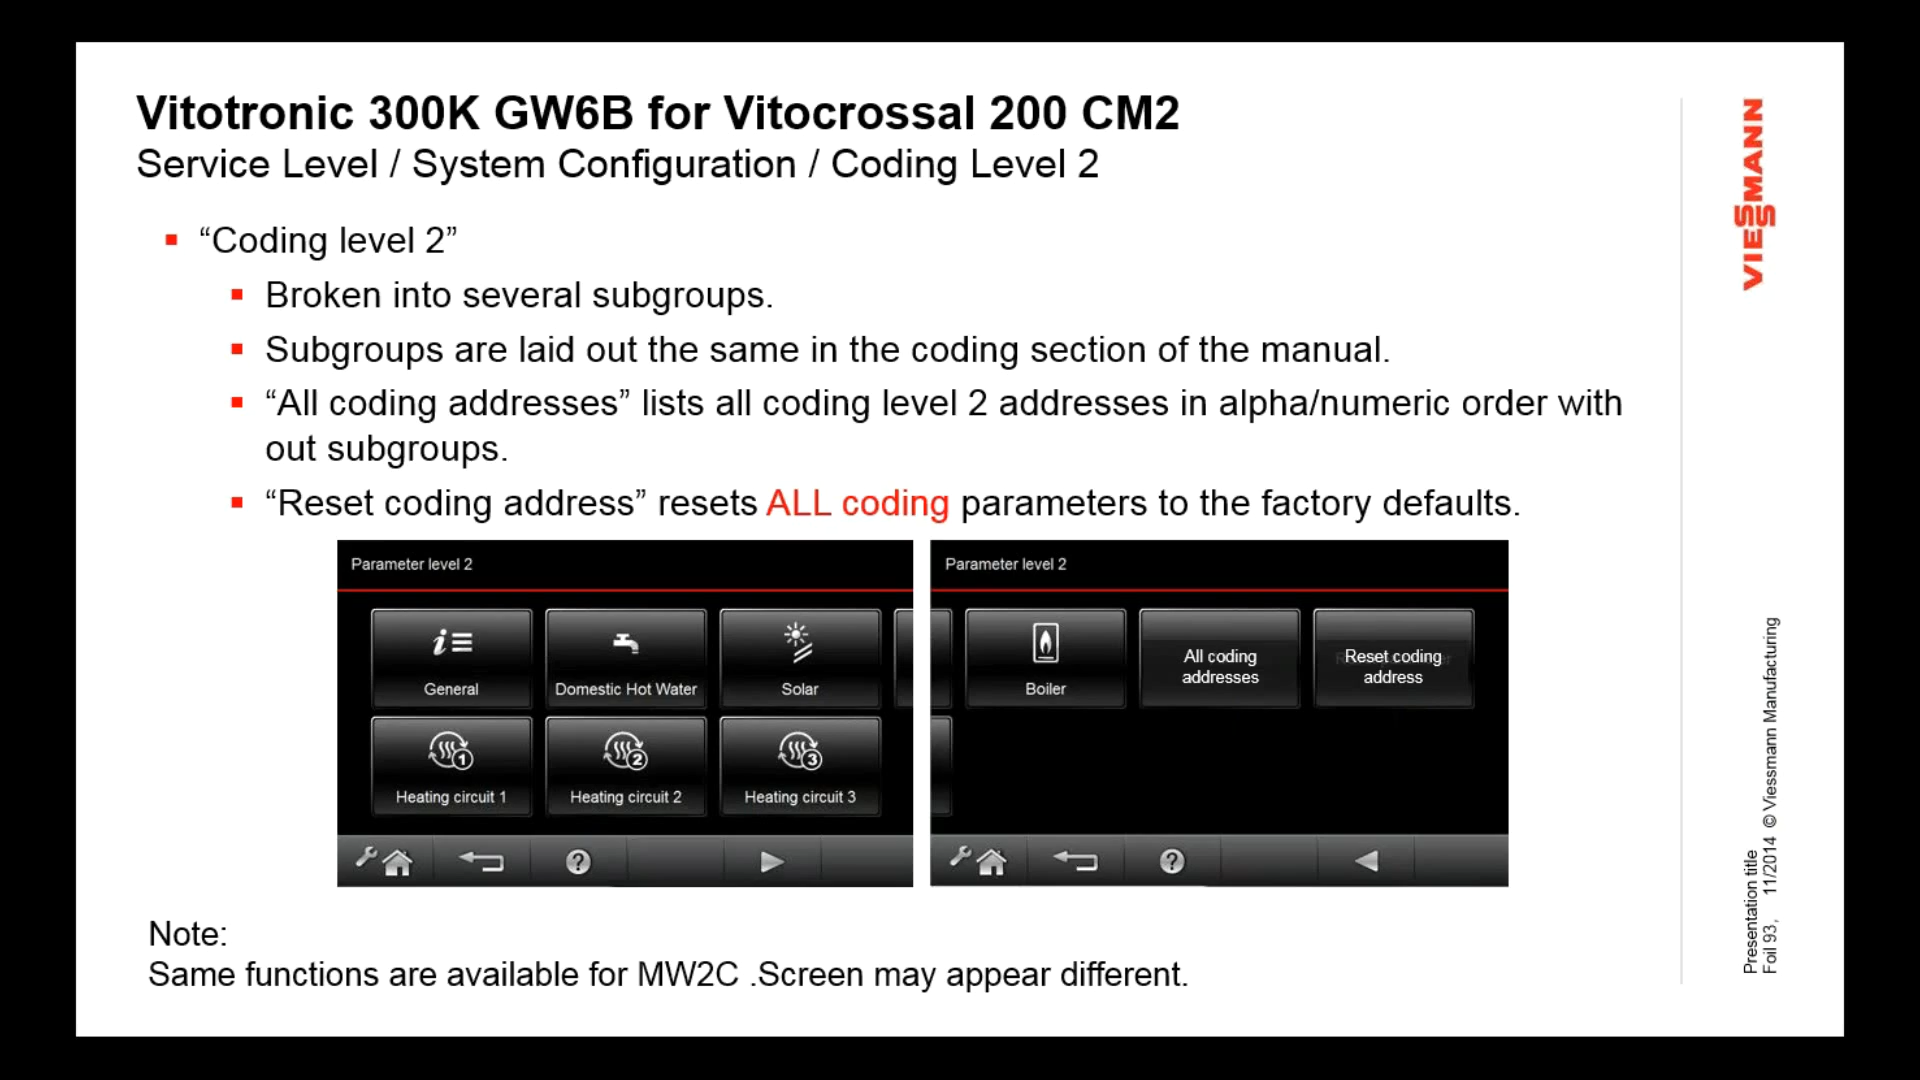 Vitotronic 300K GW6B for Vitocrossal 200 CM2
Service Level / System Configuration / Coding Level 2
“Coding level 2”
Broken into several subgroups.
Subgroups are laid out the same in the coding section of the manual.
“All coding addresses” lists all coding level 2 addresses in alpha/numeric order with
out subgroups.
“Reset coding address” resets ALL coding parameters to the factory defaults.
Parameter level 2
General
Domestic Hot Water
Solar
1
2
3
Heating circuit 1
Heating circuit 2
Heating circuit 3
?
Parameter level 2
Boiler
All coding
addresses
Reset coding
address
?
Note:
Same functions are available for MW2C .Screen may appear different.
VIESSMANN
Presentation title
Foil 93, 11/2014 © Viessmann Manufacturing